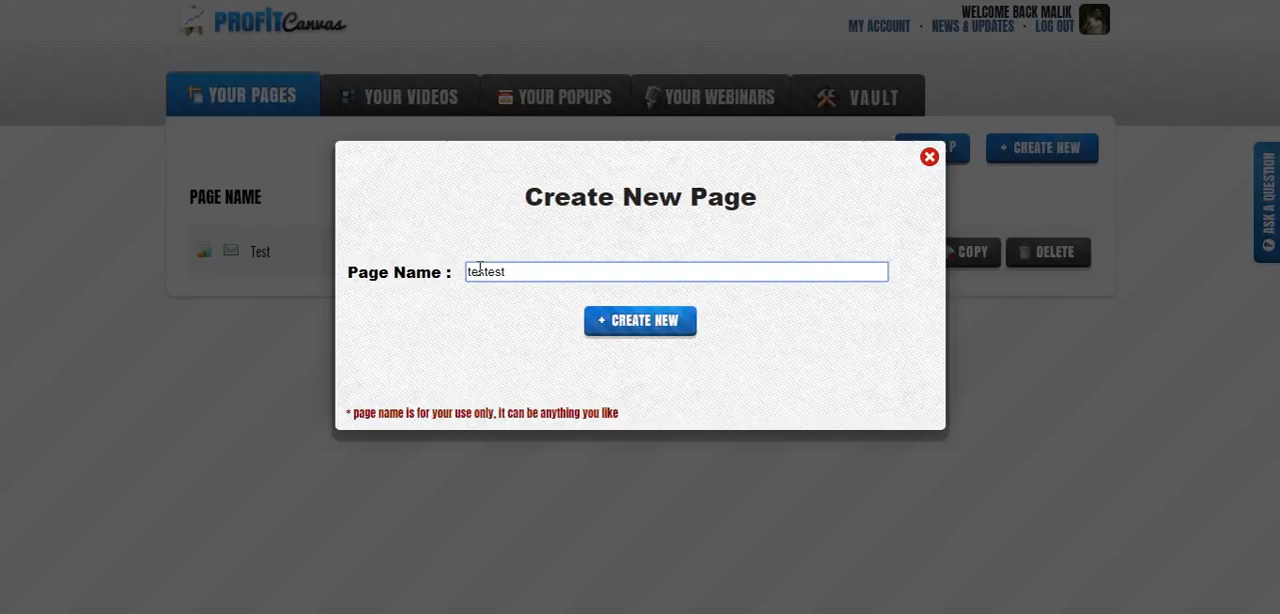 PROFIT Canvas
WELCOME BACK MALIK
MY ACCOUNT · NEWS & UPDATES · LOG OUT
YOUR PAGES
YOUR VIDEOS
YOUR POPUPS
YOUR WEBINARS
VAULT
P
+ CREATE NEW
ASK A QUESTION
PAGE NAME
Test
COPY
DELETE
Create New Page
Page Name : testest
+ CREATE NEW
* page name is for your use only, it can be anything you like